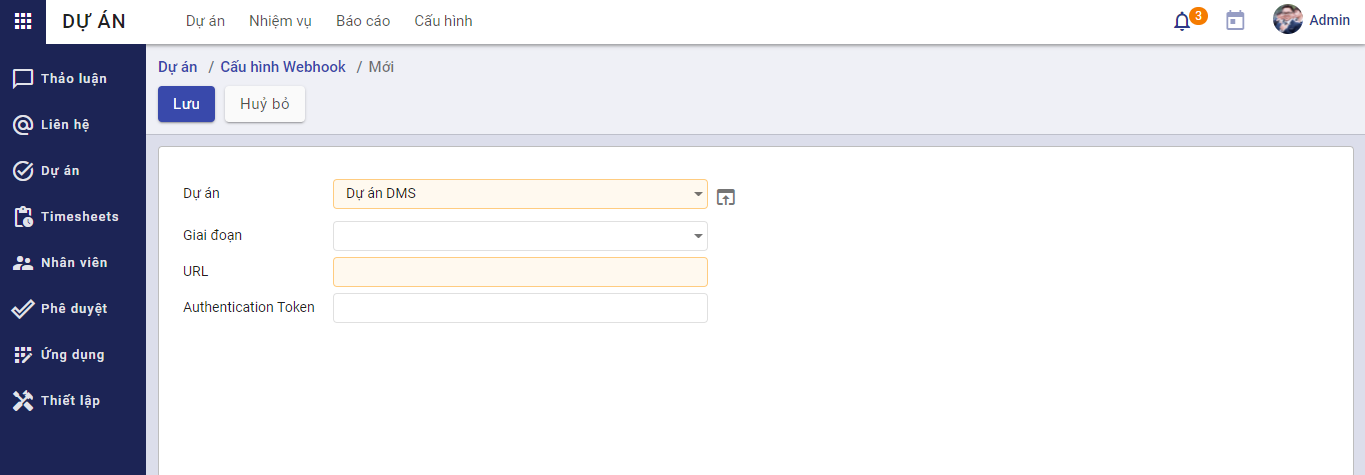 DỰ ÁN Dự án Nhiệm vụ Báo cáo Cấu hình 3 Admin
Thảo luận
Liên hệ
Dự án
Timesheets
Nhân viên
Phê duyệt
Ứng dụng
Thiết lập
Dự án / Cấu hình Webhook / Mới
Lưu Huỷ bỏ
Dự án Dự án DMS
Giai đoạn
URL
Authentication Token